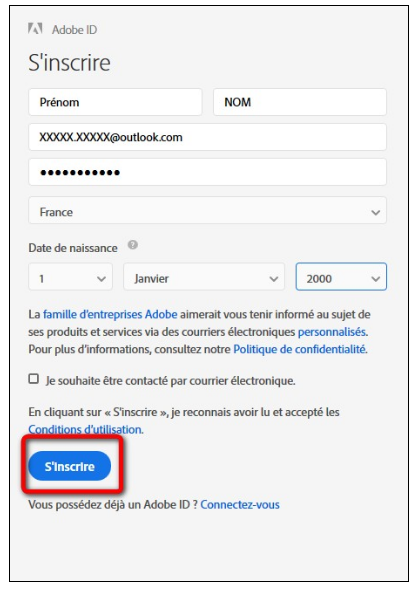 Adobe ID
S'inscrire
Prénom NOM
XXXXX.XXXXX@outlook.com
●●●●●●●●●●●
France
Date de naissance ?
1 Janvier 2000
La famille d'entreprises Adobe aimerait vous tenir informé au sujet de
ses produits et services via des courriers électroniques personnalisés.
Pour plus d'informations, consultez notre Politique de confidentialité.
Je souhaite être contacté par courrier électronique.
En cliquant sur « S'inscrire », je reconnais avoir lu et accepté les
Conditions d'utilisation.
S'inscrire
Vous possédez déjà un Adobe ID ? Connectez-vous